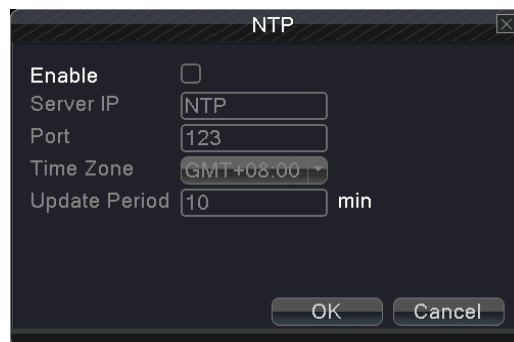 NTP
Enable
Server IP NTP
Port 123
Time Zone GMT+08:00
Update Period 10 min
OK Cancel